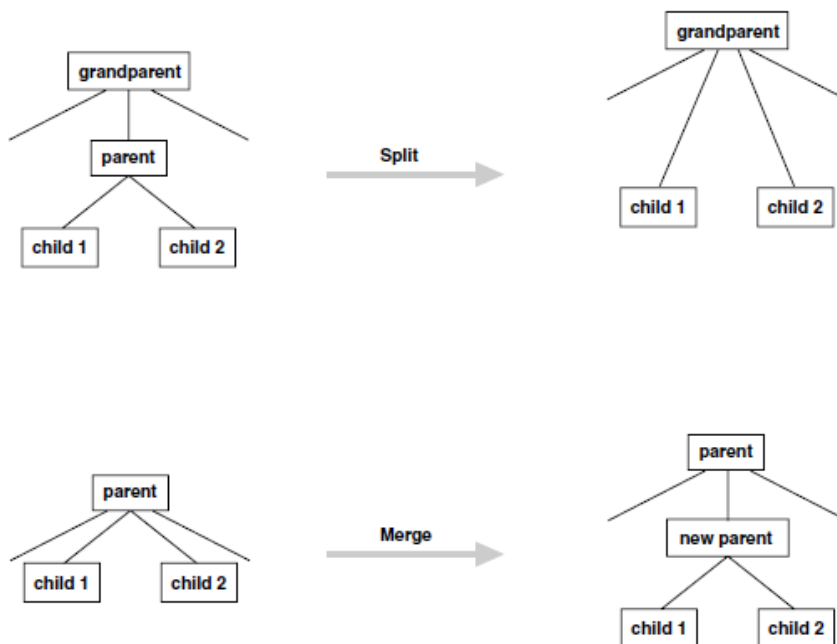 grandparent
parent
child 1
child 2
Split
grandparent
child 1
child 2
parent
child 1
child 2
Merge
parent
new parent
child 1
child 2